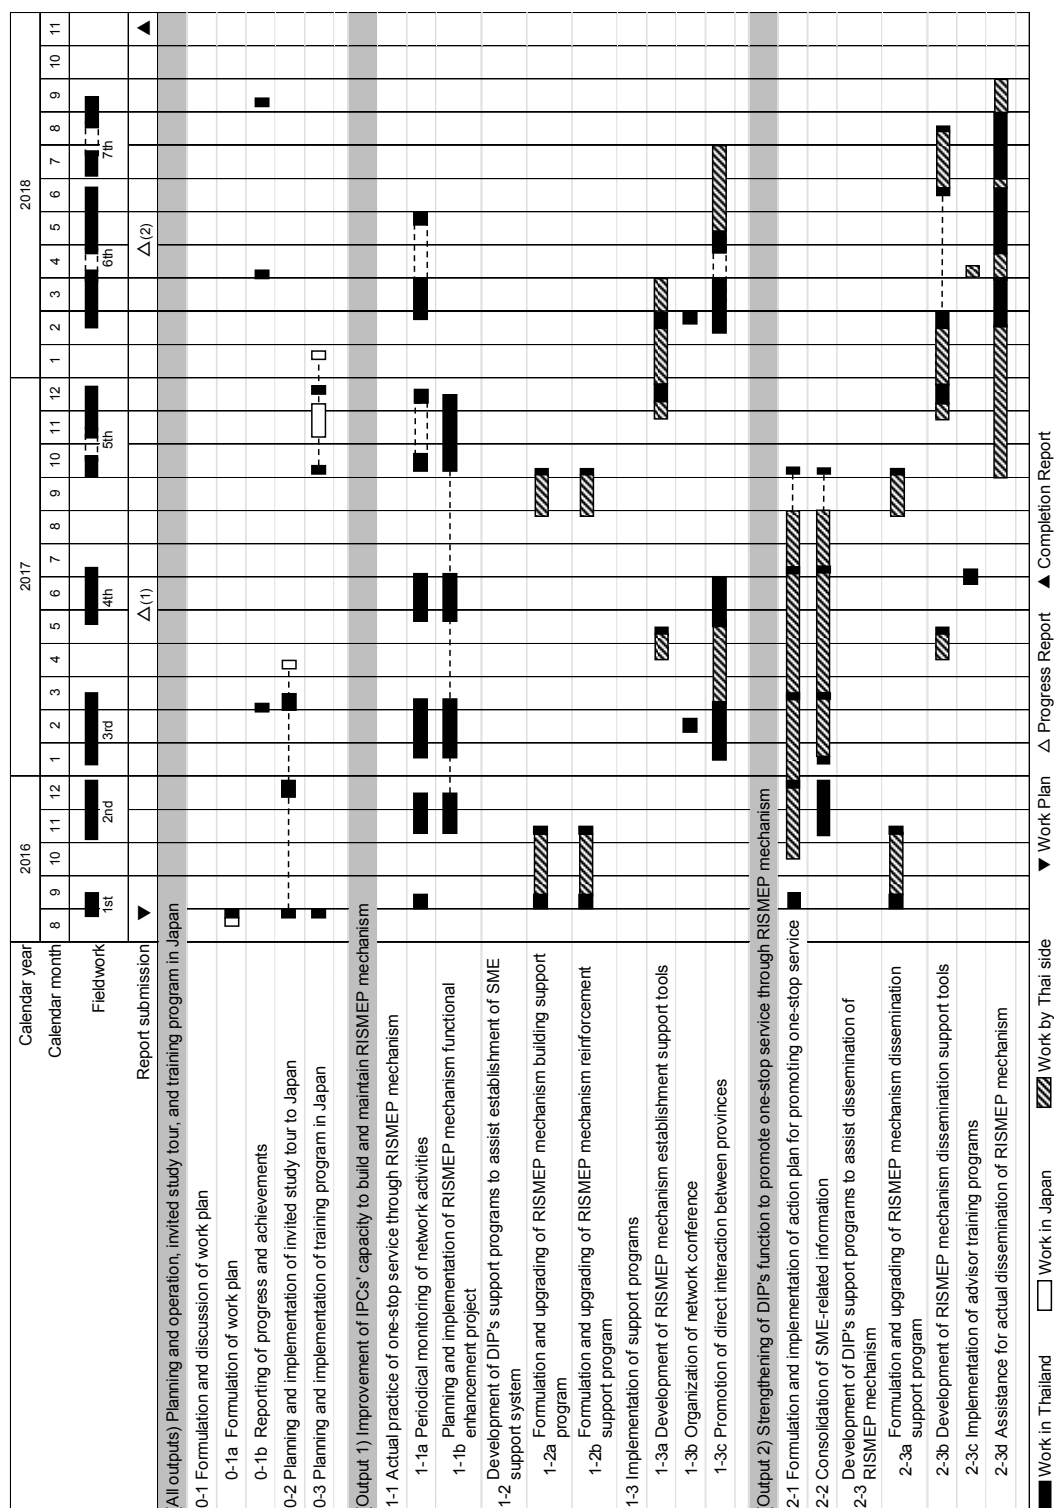 Calendar year 2016 2017 2018
Calendar month 8 9 10 11 12 1 2 3 4 5 6 7 8 9 10 11 12 1 2 3 4 5 6 7 8 9 10 11
Fieldwork 1st 2nd 3rd 4th 5th 6th 7th
Report submission ▼ △(1) △(2) ▲
All outputs) Planning and operation, invited study tour, and training program in Japan
0-1 Formulation and discussion of work plan
0-1a Formulation of work plan
0-1b Reporting of progress and achievements
0-2 Planning and implementation of invited study tour to Japan
0-3 Planning and implementation of training program in Japan
Output 1) Improvement of IPCs' capacity to build and maintain RISMEP mechanism
1-1 Actual practice of one-stop service through RISMEP mechanism
1-1a Periodical monitoring of network activities
1-1b Planning and implementation of RISMEP mechanism functional
enhancement project
1-2 Development of DIP's support programs to assist establishment of SME
support system
1-2a Formulation and upgrading of RISMEP mechanism building support
program
1-2b Formulation and upgrading of RISMEP mechanism reinforcement
support program
1-3 Implementation of support programs
1-3a Development of RISMEP mechanism establishment support tools
1-3b Organization of network conference
1-3c Promotion of direct interaction between provinces
Output 2) Strengthening of DIP's function to promote one-stop service through RISMEP mechanism
2-1 Formulation and implementation of action plan for promoting one-stop service
2-2 Consolidation of SME-related information
2-3 Development of DIP's support programs to assist dissemination of
RISMEP mechanism
2-3a Formulation and upgrading of RISMEP mechanism dissemination
support program
2-3b Development of RISMEP mechanism dissemination support tools
2-3c Implementation of advisor training programs
2-3d Assistance for actual dissemination of RISMEP mechanism
Work in Thailand Work in Japan Work by Thai side ▼ Work Plan △ Progress Report ▲ Completion Report